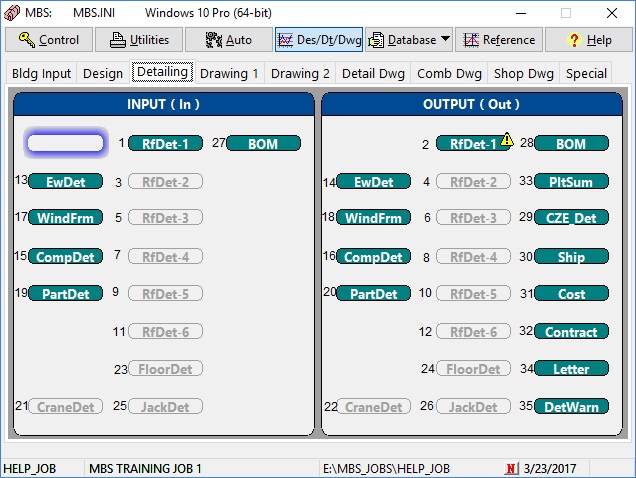 MBS: MBS.INI Windows 10 Pro (64-bit)
Control Utilities Auto Des/Dt/Dwg Database Reference ? Help
Bldg Input Design Detailing Drawing 1 Drawing 2 Detail Dwg Comb Dwg Shop Dwg Special
INPUT ( In ) OUTPUT ( Out )
1 RfDet-1 27 BOM 2 RfDet-1 28 BOM
13 EwDet 3 RfDet-2 14 EwDet 4 RfDet-2 33 PltSum
17 WindFrm 5 RfDet-3 18 WindFrm 6 RfDet-3 29 CZE_Det
15 CompDet 7 RfDet-4 16 CompDet 8 RfDet-4 30 Ship
19 PartDet 9 RfDet-5 20 PartDet 10 RfDet-5 31 Cost
11 RfDet-6 12 RfDet-6 32 Contract
23 FloorDet 24 FloorDet 34 Letter
21 CraneDet 25 JackDet 22 CraneDet 26 JackDet 35 DetWarn
HELP_JOB MBS TRAINING JOB 1 E:\MBS_JOBS\HELP_JOB N 3/23/2017